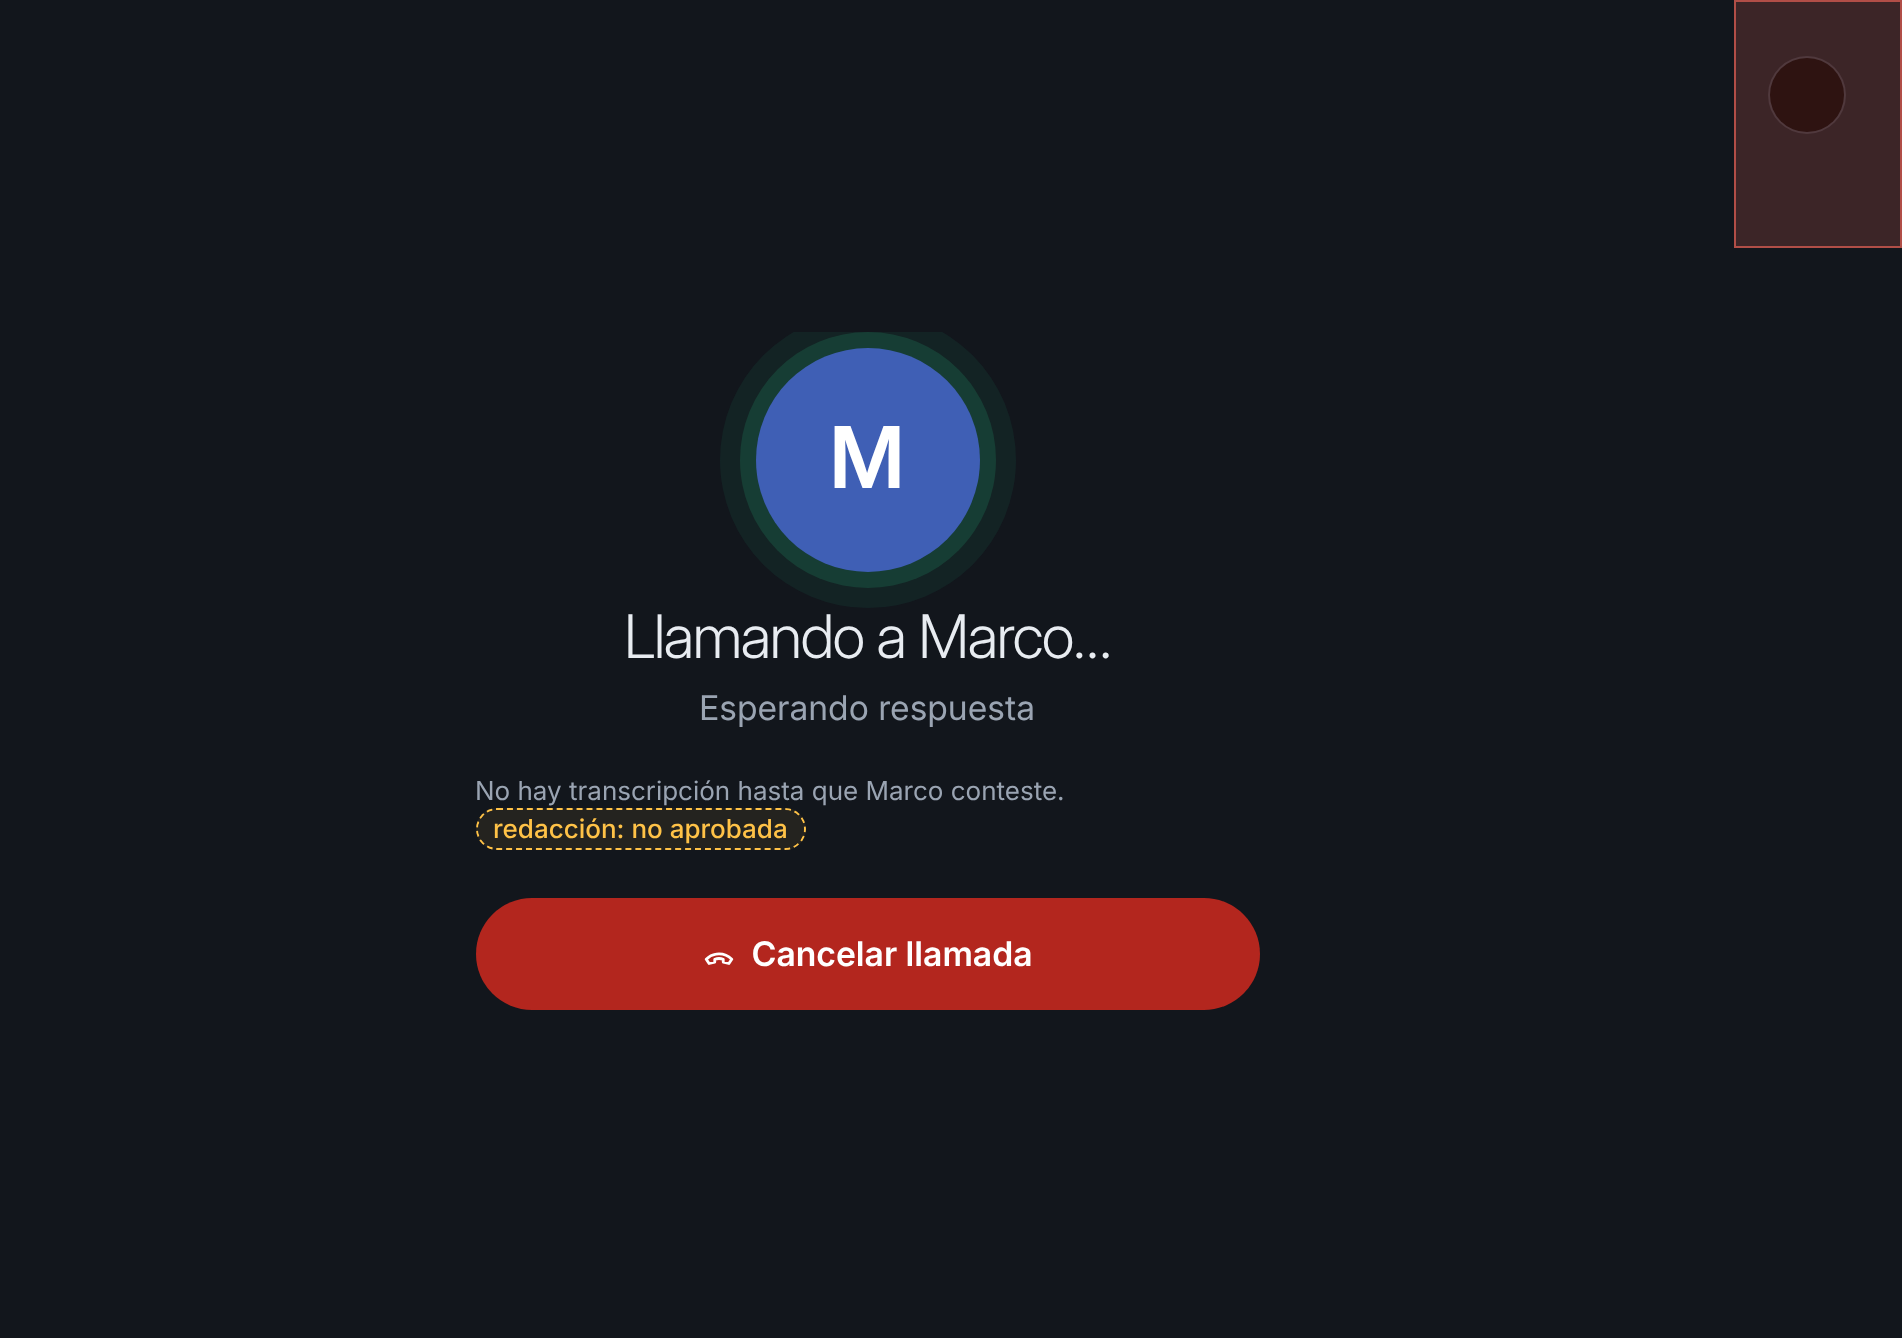 M
Llamando a Marco...
Esperando respuesta
No hay transcripción hasta que Marco conteste.
redacción: no aprobada
Cancelar llamada